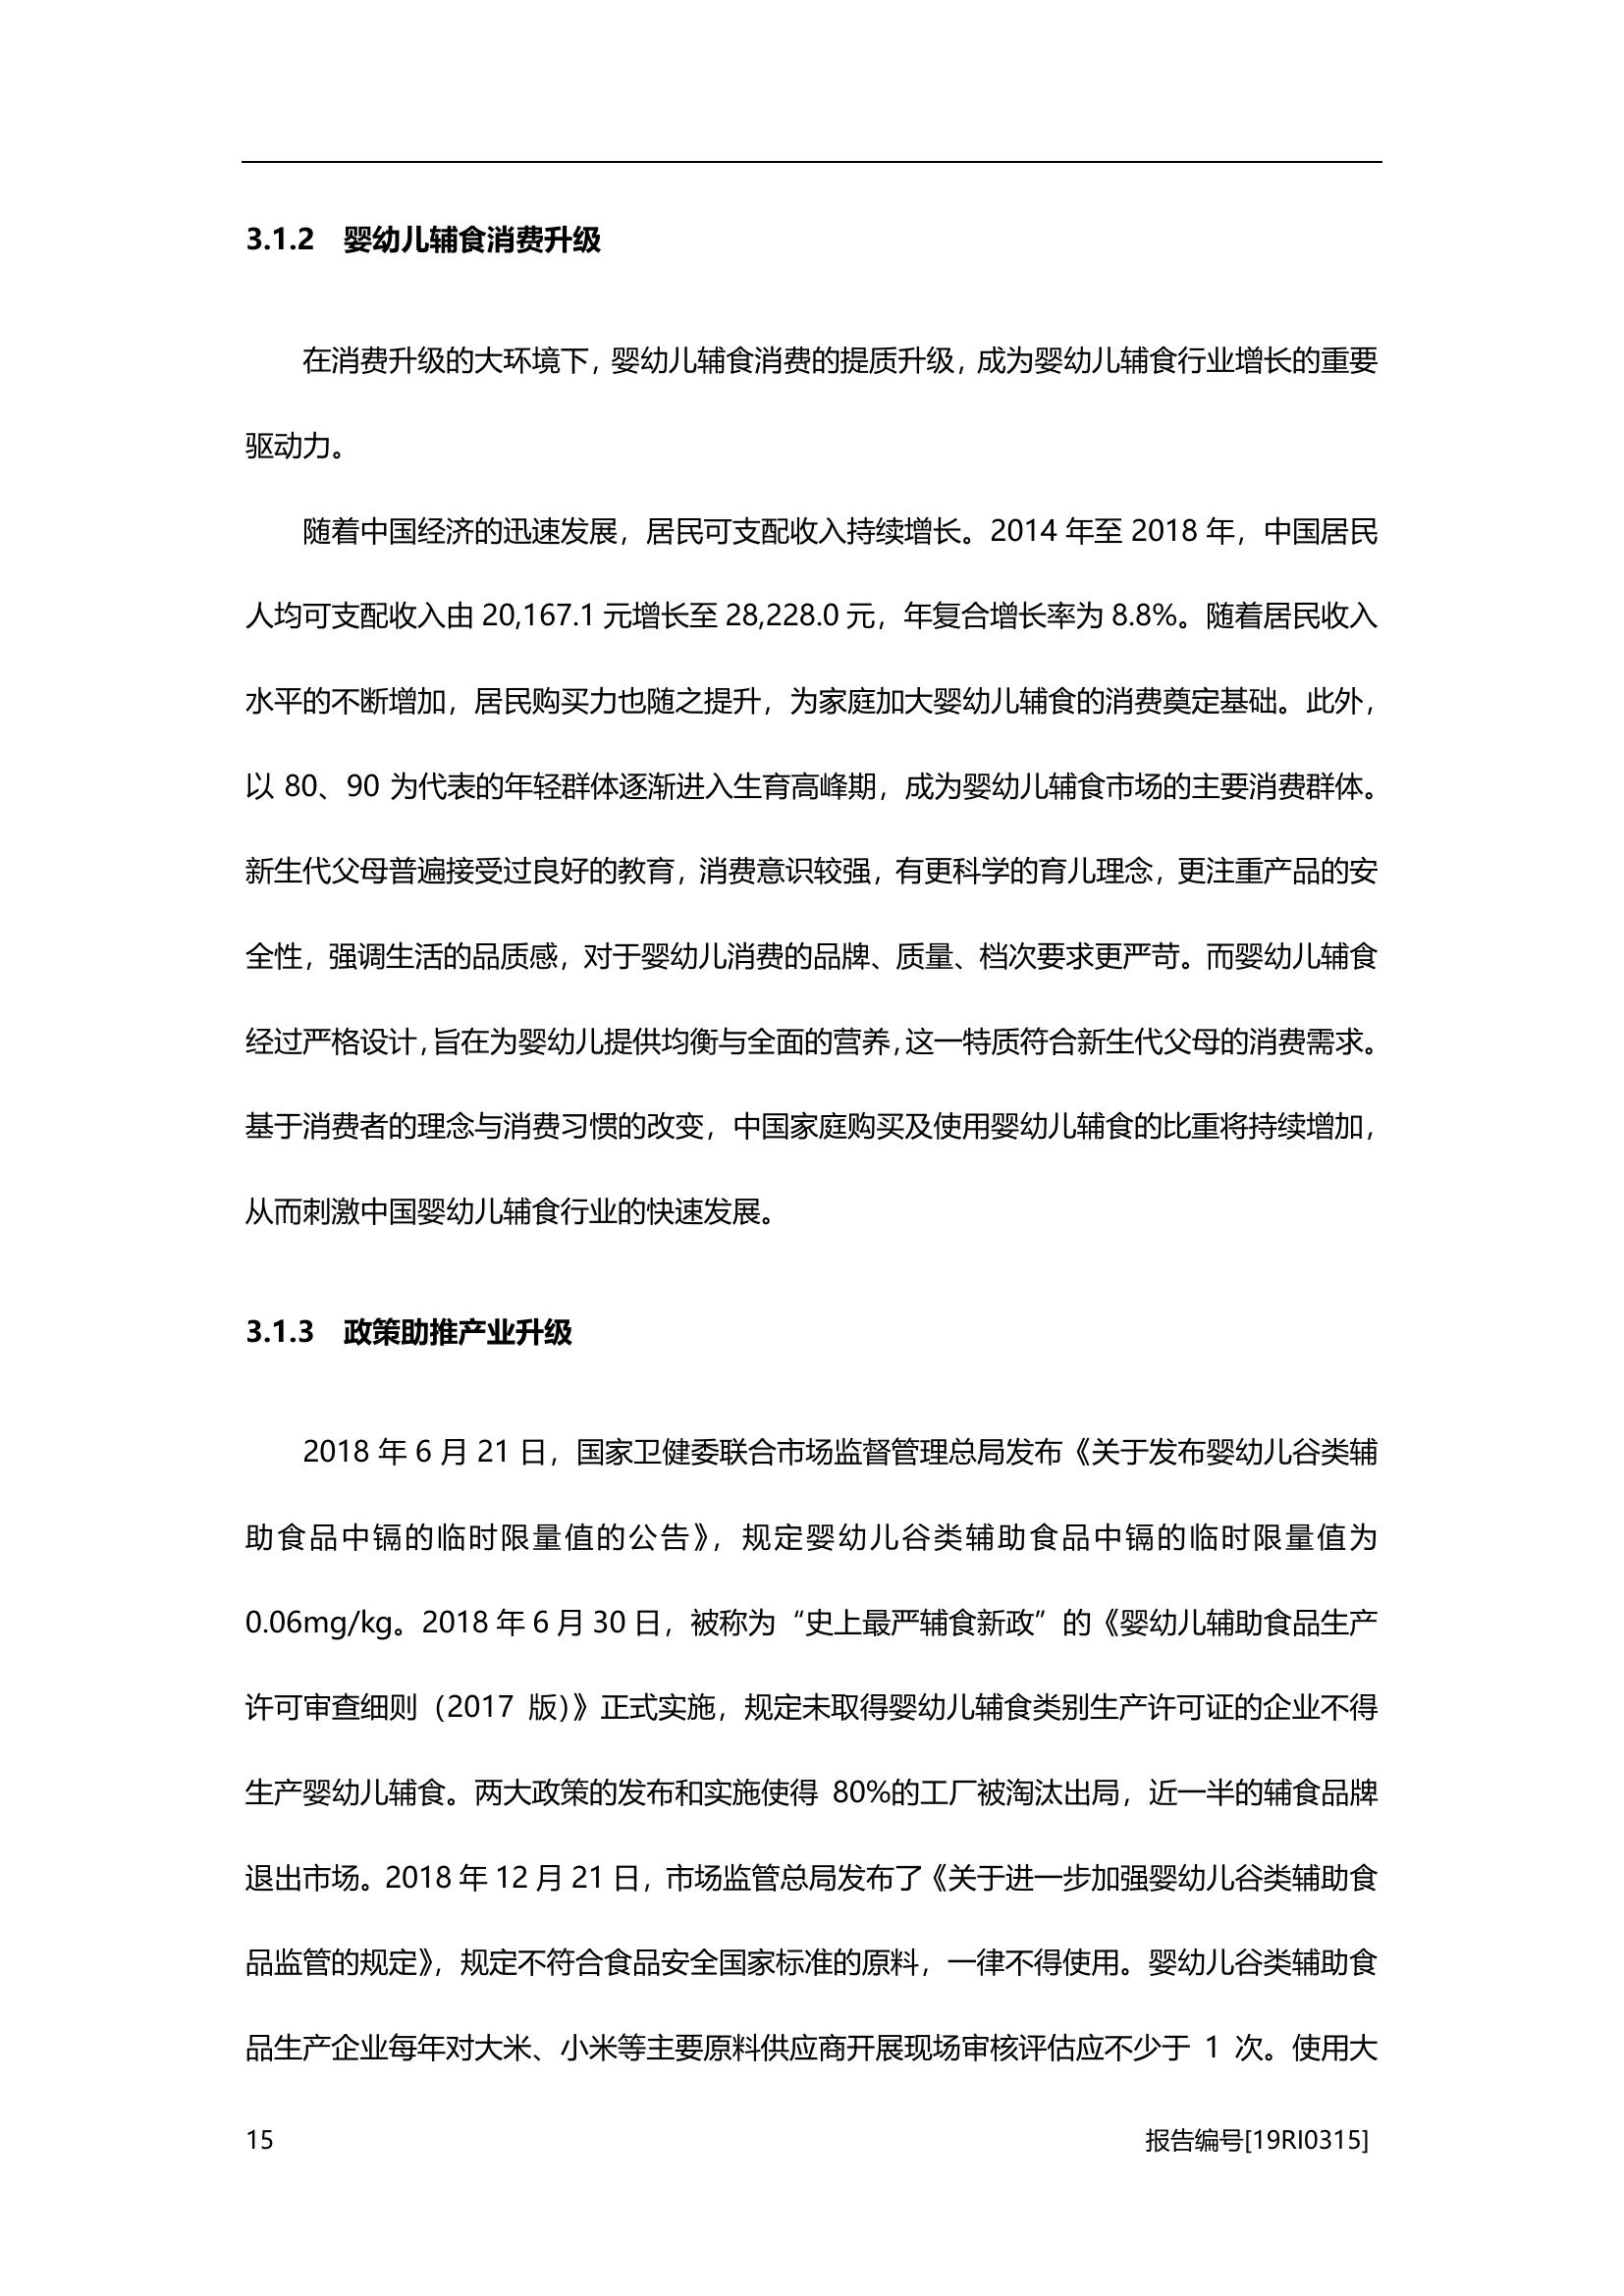 3.1.2 婴幼儿辅食消费升级
在消费升级的大环境下，婴幼儿辅食消费的提质升级，成为婴幼儿辅食行业增长的重要
驱动力。
随着中国经济的迅速发展，居民可支配收入持续增长。2014 年至 2018 年，中国居民
人均可支配收入由 20,167.1 元增长至 28,228.0 元，年复合增长率为 8.8%。随着居民收入
水平的不断增加，居民购买力也随之提升，为家庭加大婴幼儿辅食的消费奠定基础。此外，
以 80、90 为代表的年轻群体逐渐进入生育高峰期，成为婴幼儿辅食市场的主要消费群体。
新生代父母普遍接受过良好的教育，消费意识较强，有更科学的育儿理念，更注重产品的安
全性，强调生活的品质感，对于婴幼儿消费的品牌、质量、档次要求更严苛。而婴幼儿辅食
经过严格设计，旨在为婴幼儿提供均衡与全面的营养，这一特质符合新生代父母的消费需求。
基于消费者的理念与消费习惯的改变，中国家庭购买及使用婴幼儿辅食的比重将持续增加，
从而刺激中国婴幼儿辅食行业的快速发展。
3.1.3 政策助推产业升级
2018 年 6 月 21 日，国家卫健委联合市场监督管理总局发布《关于发布婴幼儿谷类辅
助食品中镉的临时限量值的公告》，规定婴幼儿谷类辅助食品中镉的临时限量值为
0.06mg/kg。2018 年 6 月 30 日，被称为“史上最严辅食新政”的《婴幼儿辅助食品生产
许可审查细则（2017 版）》正式实施，规定未取得婴幼儿辅食类别生产许可证的企业不得
生产婴幼儿辅食。两大政策的发布和实施使得 80%的工厂被淘汰出局，近一半的辅食品牌
退出市场。2018 年 12 月 21 日，市场监管总局发布了《关于进一步加强婴幼儿谷类辅助食
品监管的规定》，规定不符合食品安全国家标准的原料，一律不得使用。婴幼儿谷类辅助食
品生产企业每年对大米、小米等主要原料供应商开展现场审核评估应不少于 1 次。使用大
15 报告编号[19RI0315]